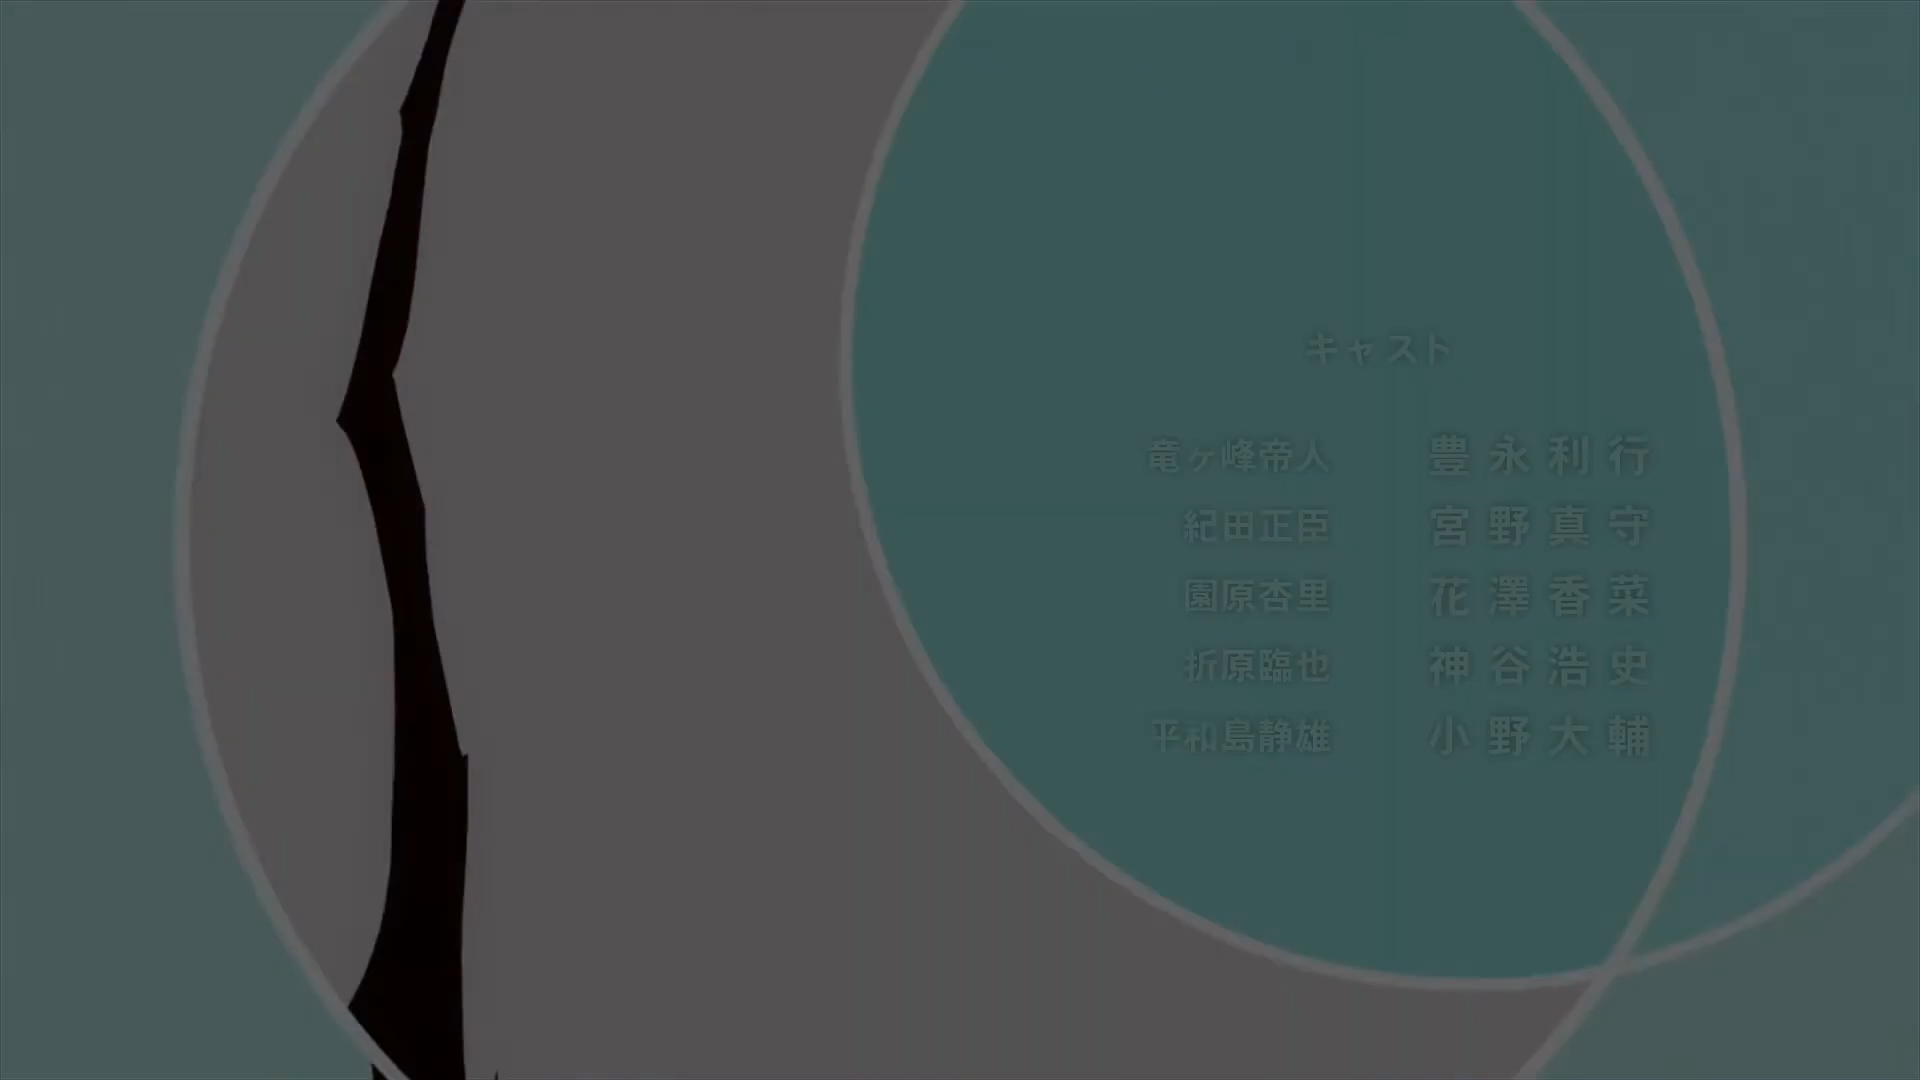 キャスト
竜ヶ峰帝人 豊永利行
紀田正臣 宮野真守
園原杏里 花澤香菜
折原臨也 神谷浩史
平和島静雄 小野大輔